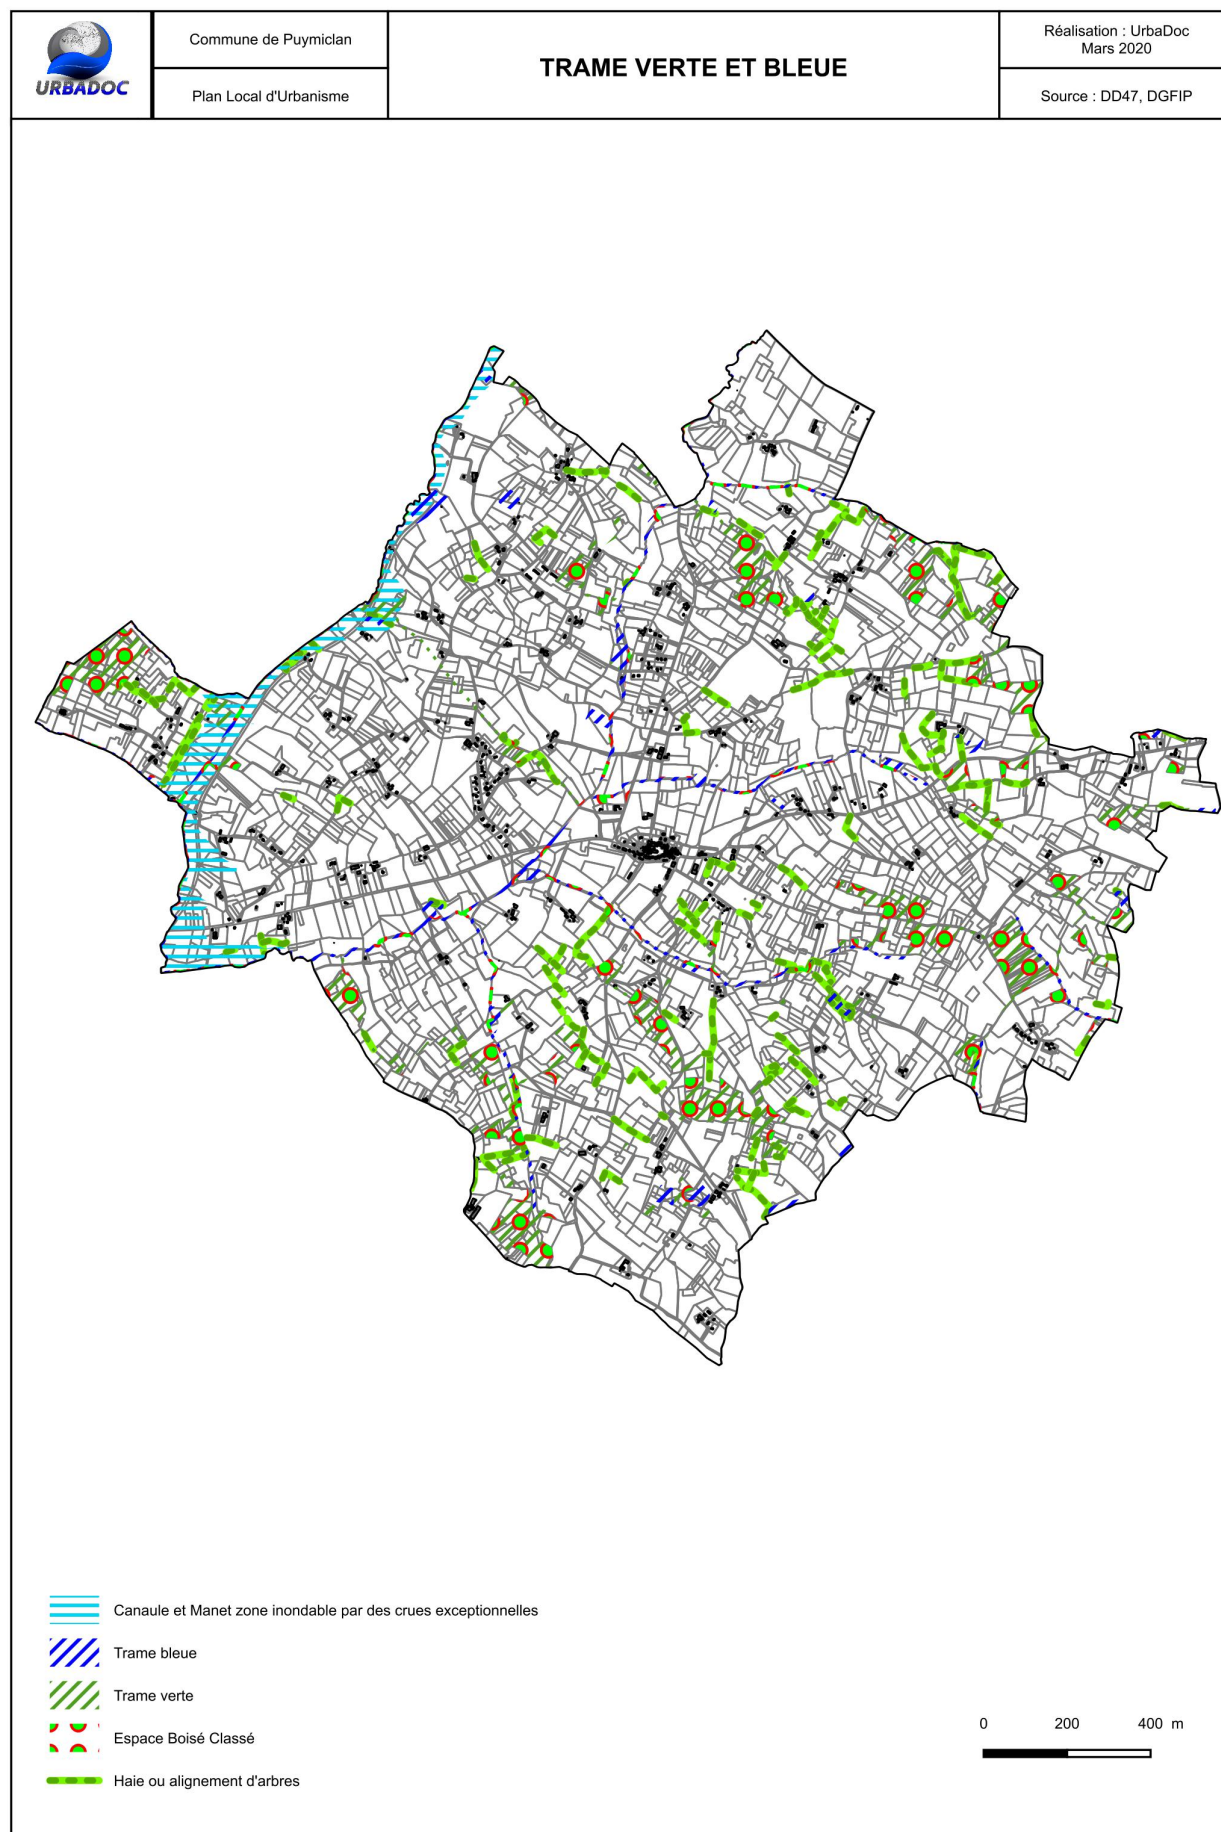 URBADOC
Commune de Puymiclan
Plan Local d'Urbanisme
TRAME VERTE ET BLEUE
Réalisation : UrbaDoc
Mars 2020
Source : DD47, DGFIP
Canaule et Manet zone inondable par des crues exceptionnelles
Trame bleue
Trame verte
Espace Boisé Classé
Haie ou alignement d'arbres
0 200 400 m